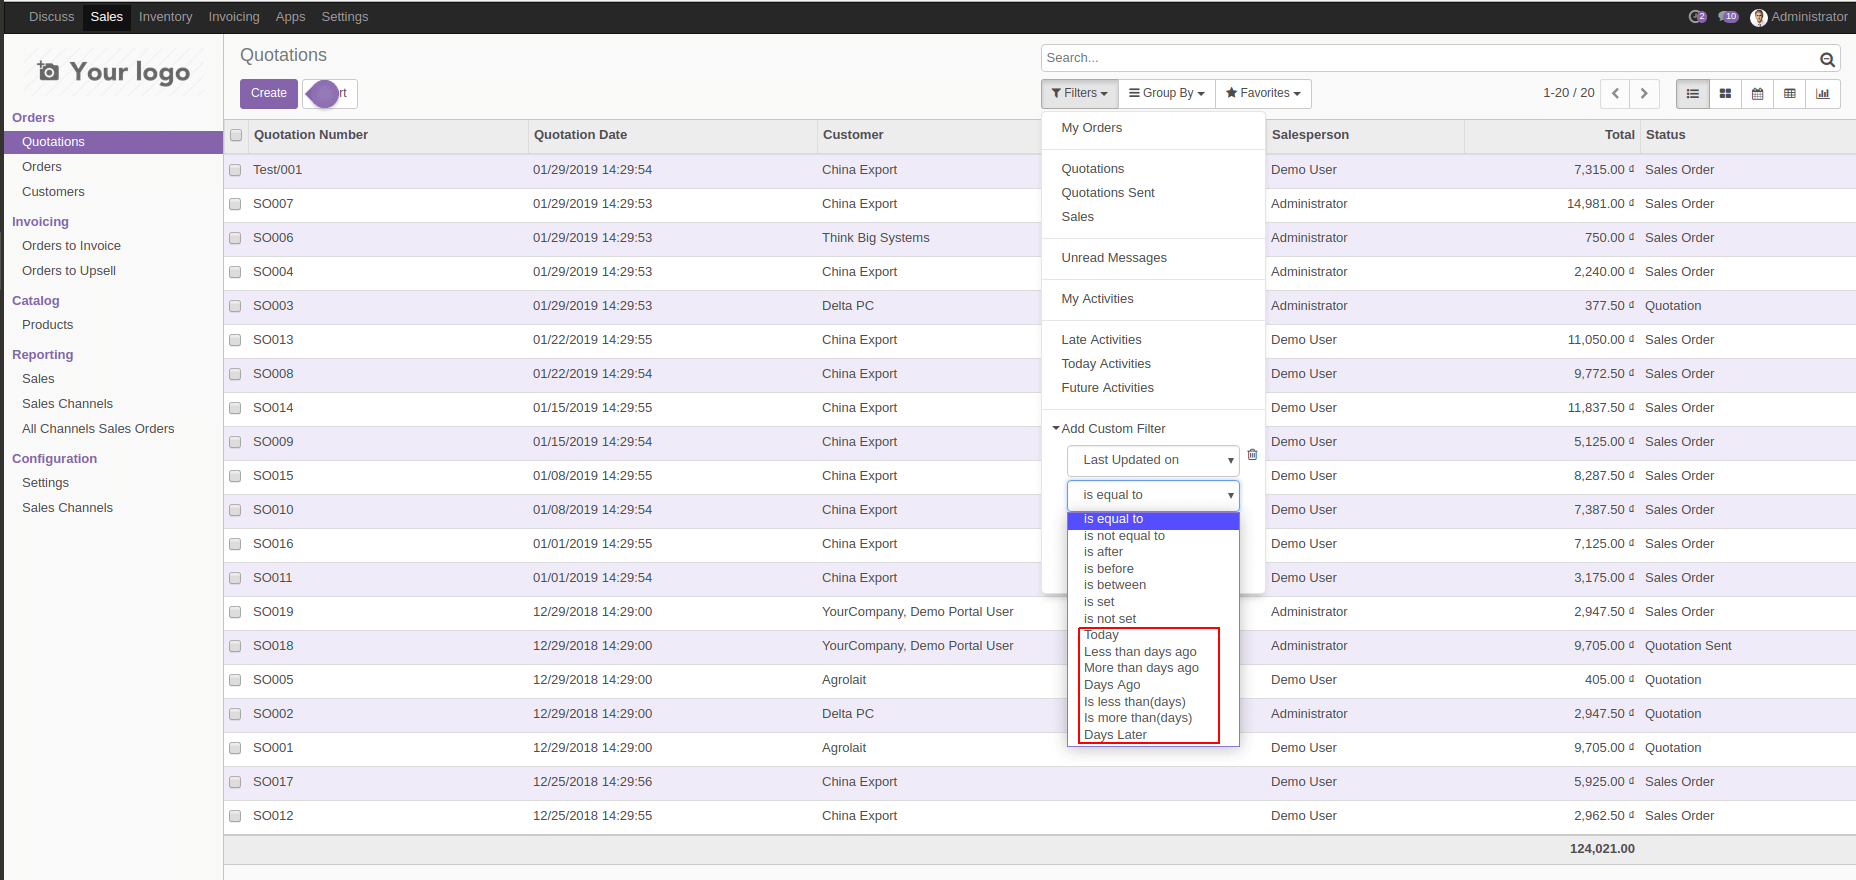 Discuss Sales Inventory Invoicing Apps Settings 2 10 Administrator
Your logo
Quotations
Search...
Create rt
Filters Group By Favorites 1-20 / 20
Orders
Quotations
Orders
Customers
Invoicing
Orders to Invoice
Orders to Upsell
Catalog
Products
Reporting
Sales
Sales Channels
All Channels Sales Orders
Configuration
Settings
Sales Channels
Quotation Number Quotation Date Customer Salesperson Total Status
Test/001 01/29/2019 14:29:54 China Export Demo User 7,315.00 đ Sales Order
SO007 01/29/2019 14:29:53 China Export Administrator 14,981.00 đ Sales Order
SO006 01/29/2019 14:29:53 Think Big Systems Administrator 750.00 đ Sales Order
SO004 01/29/2019 14:29:53 China Export Administrator 2,240.00 đ Sales Order
SO003 01/29/2019 14:29:53 Delta PC Administrator 377.50 đ Quotation
SO013 01/22/2019 14:29:55 China Export Demo User 11,050.00 đ Sales Order
SO008 01/22/2019 14:29:54 China Export Demo User 9,772.50 đ Sales Order
SO014 01/15/2019 14:29:55 China Export Demo User 11,837.50 đ Sales Order
SO009 01/15/2019 14:29:54 China Export Demo User 5,125.00 đ Sales Order
SO015 01/08/2019 14:29:55 China Export Demo User 8,287.50 đ Sales Order
SO010 01/08/2019 14:29:54 China Export Demo User 7,387.50 đ Sales Order
SO016 01/01/2019 14:29:55 China Export Demo User 7,125.00 đ Sales Order
SO011 01/01/2019 14:29:54 China Export Demo User 3,175.00 đ Sales Order
SO019 12/29/2018 14:29:00 YourCompany, Demo Portal User Administrator 2,947.50 đ Sales Order
SO018 12/29/2018 14:29:00 YourCompany, Demo Portal User Administrator 9,705.00 đ Quotation Sent
SO005 12/29/2018 14:29:00 Agrolait Demo User 405.00 đ Quotation
SO002 12/29/2018 14:29:00 Delta PC Administrator 2,947.50 đ Quotation
SO001 12/29/2018 14:29:00 Agrolait Demo User 9,705.00 đ Quotation
SO017 12/25/2018 14:29:56 China Export Demo User 5,925.00 đ Sales Order
SO012 12/25/2018 14:29:55 China Export Demo User 2,962.50 đ Sales Order
124,021.00
My Orders
Quotations
Quotations Sent
Sales
Unread Messages
My Activities
Late Activities
Today Activities
Future Activities
Add Custom Filter
Last Updated on
is equal to
is equal to
is not equal to
is after
is before
is between
is set
is not set
Today
Less than days ago
More than days ago
Days Ago
Is less than(days)
Is more than(days)
Days Later